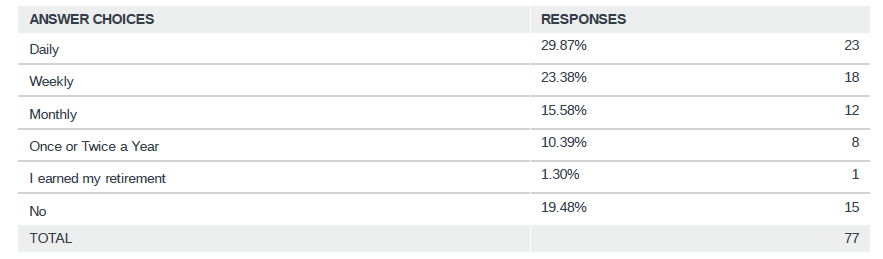 ANSWER CHOICES RESPONSES
Daily 29.87% 23
Weekly 23.38% 18
Monthly 15.58% 12
Once or Twice a Year 10.39% 8
I earned my retirement 1.30% 1
No 19.48% 15
TOTAL 77